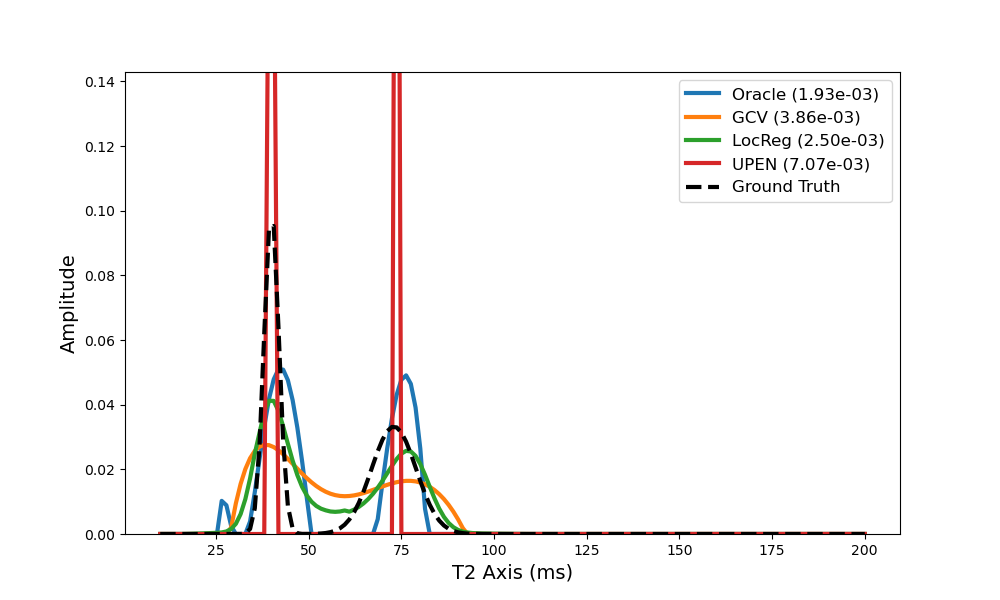 0.14
0.12
0.10
0.08
0.06
0.04
0.02
0.00
Amplitude
25
50
75
100
125
150
175
200
T2 Axis (ms)
Oracle (1.93e-03)
GCV (3.86e-03)
LocReg (2.50e-03)
UPEN (7.07e-03)
Ground Truth